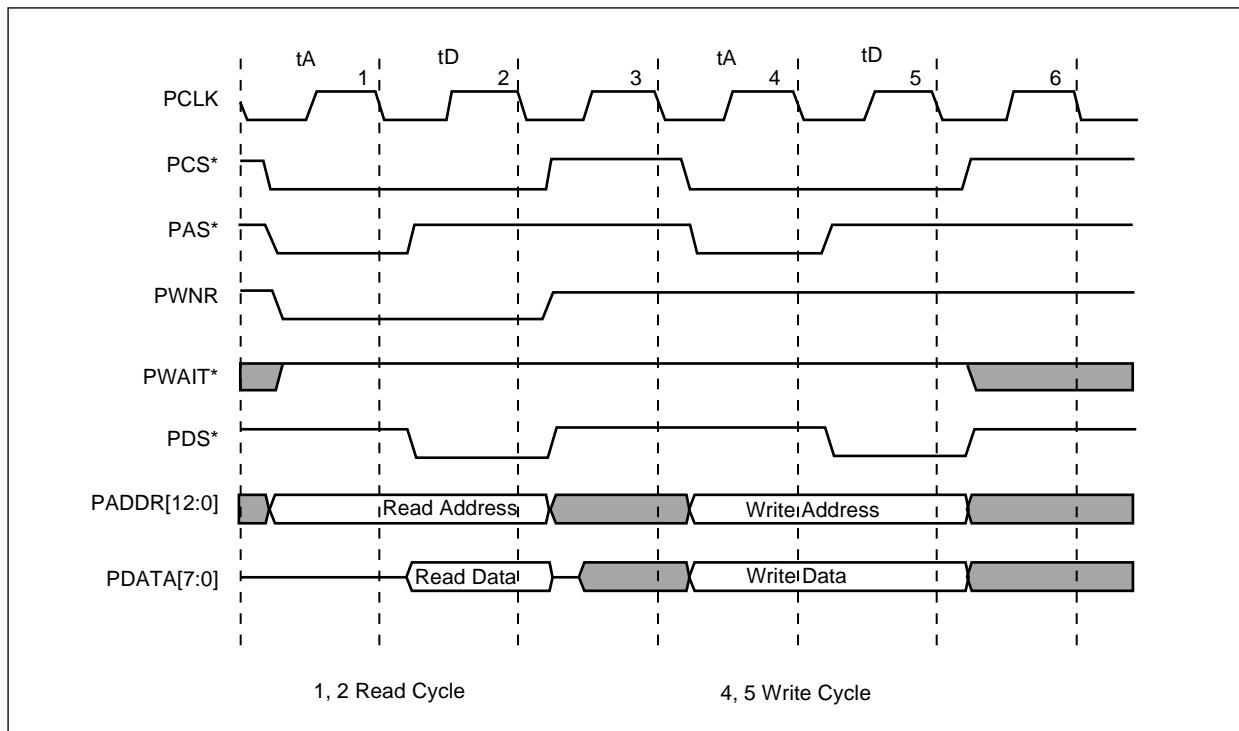 tA tD tA tD
1 2 3 4 5 6
PCLK
PCS*
PAS*
PWNR
PWAIT*
PDS*
PADDR[12:0] Read Address Write Address
PDATA[7:0] Read Data Write Data
1, 2 Read Cycle 4, 5 Write Cycle